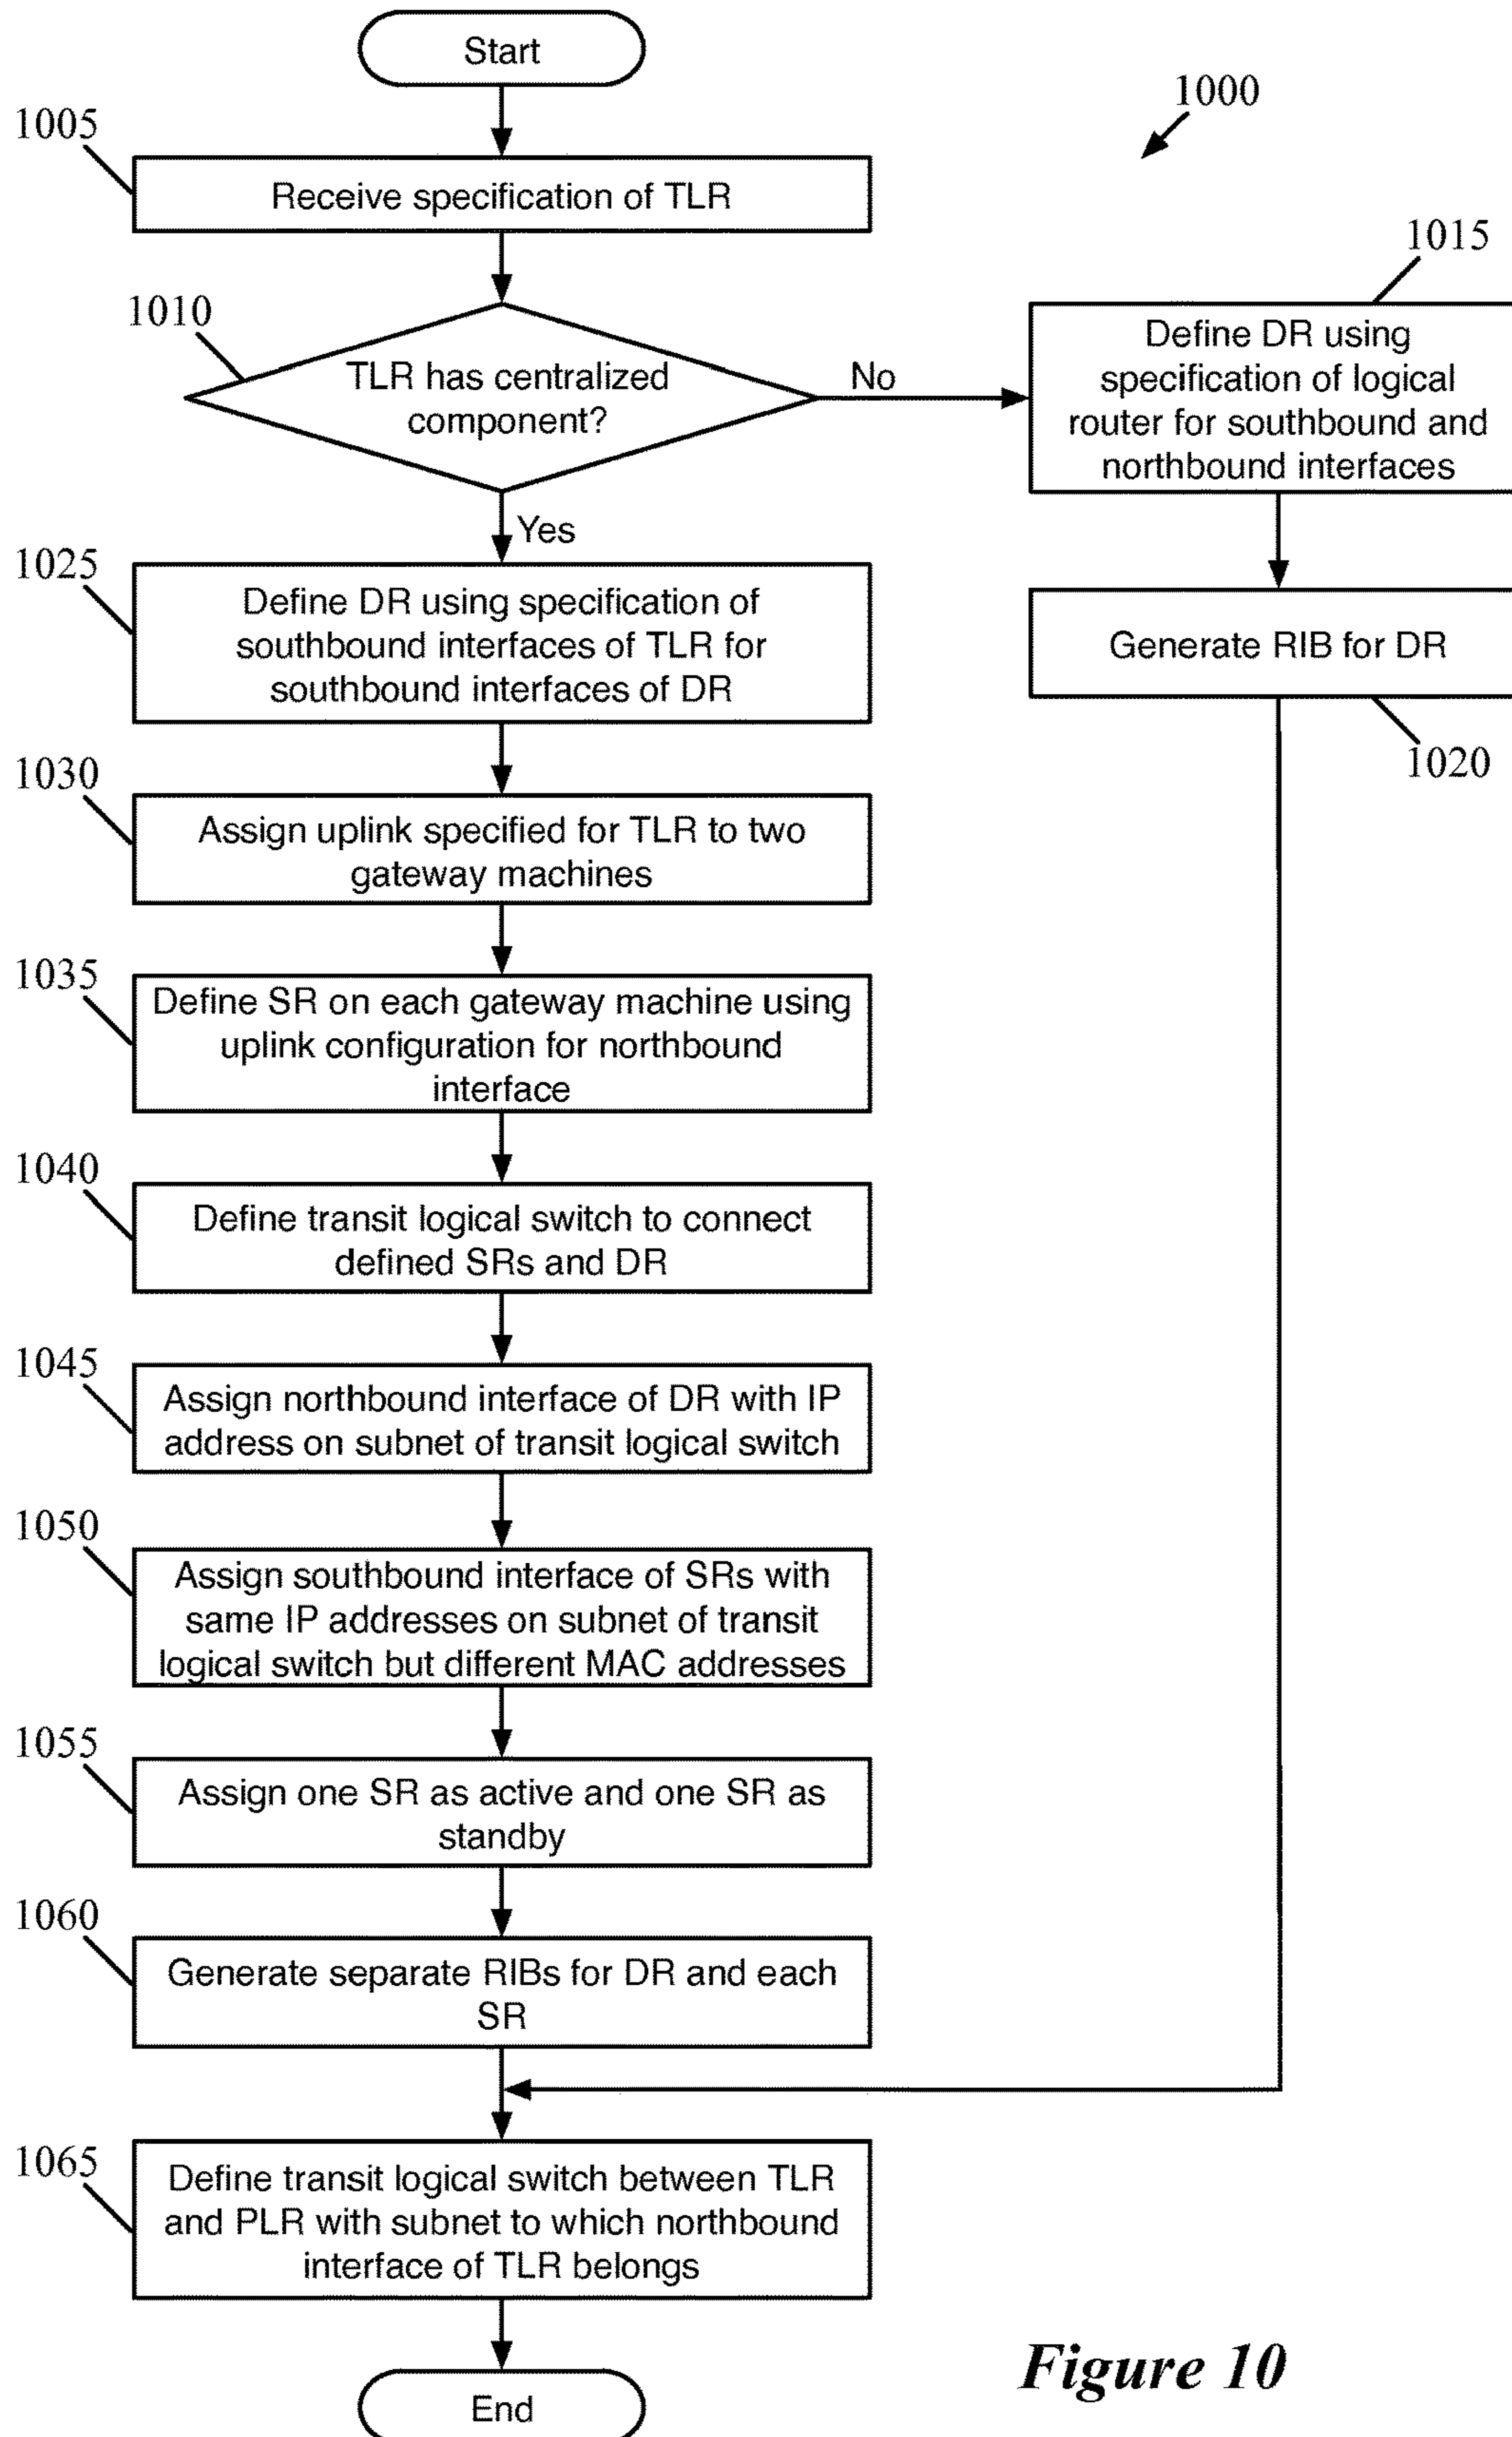 Start
1000
1005
Receive specification of TLR
1010
TLR has centralized
component?
No
1015
Define DR using
specification of logical
router for southbound and
northbound interfaces
Yes
1025
Define DR using specification of
southbound interfaces of TLR for
southbound interfaces of DR
Generate RIB for DR
1020
1030
Assign uplink specified for TLR to two
gateway machines
1035
Define SR on each gateway machine using
uplink configuration for northbound
interface
1040
Define transit logical switch to connect
defined SRs and DR
1045
Assign northbound interface of DR with IP
address on subnet of transit logical switch
1050
Assign southbound interface of SRs with
same IP addresses on subnet of transit
logical switch but different MAC addresses
1055
Assign one SR as active and one SR as
standby
1060
Generate separate RIBs for DR and each
SR
1065
Define transit logical switch between TLR
and PLR with subnet to which northbound
interface of TLR belongs
End
Figure 10